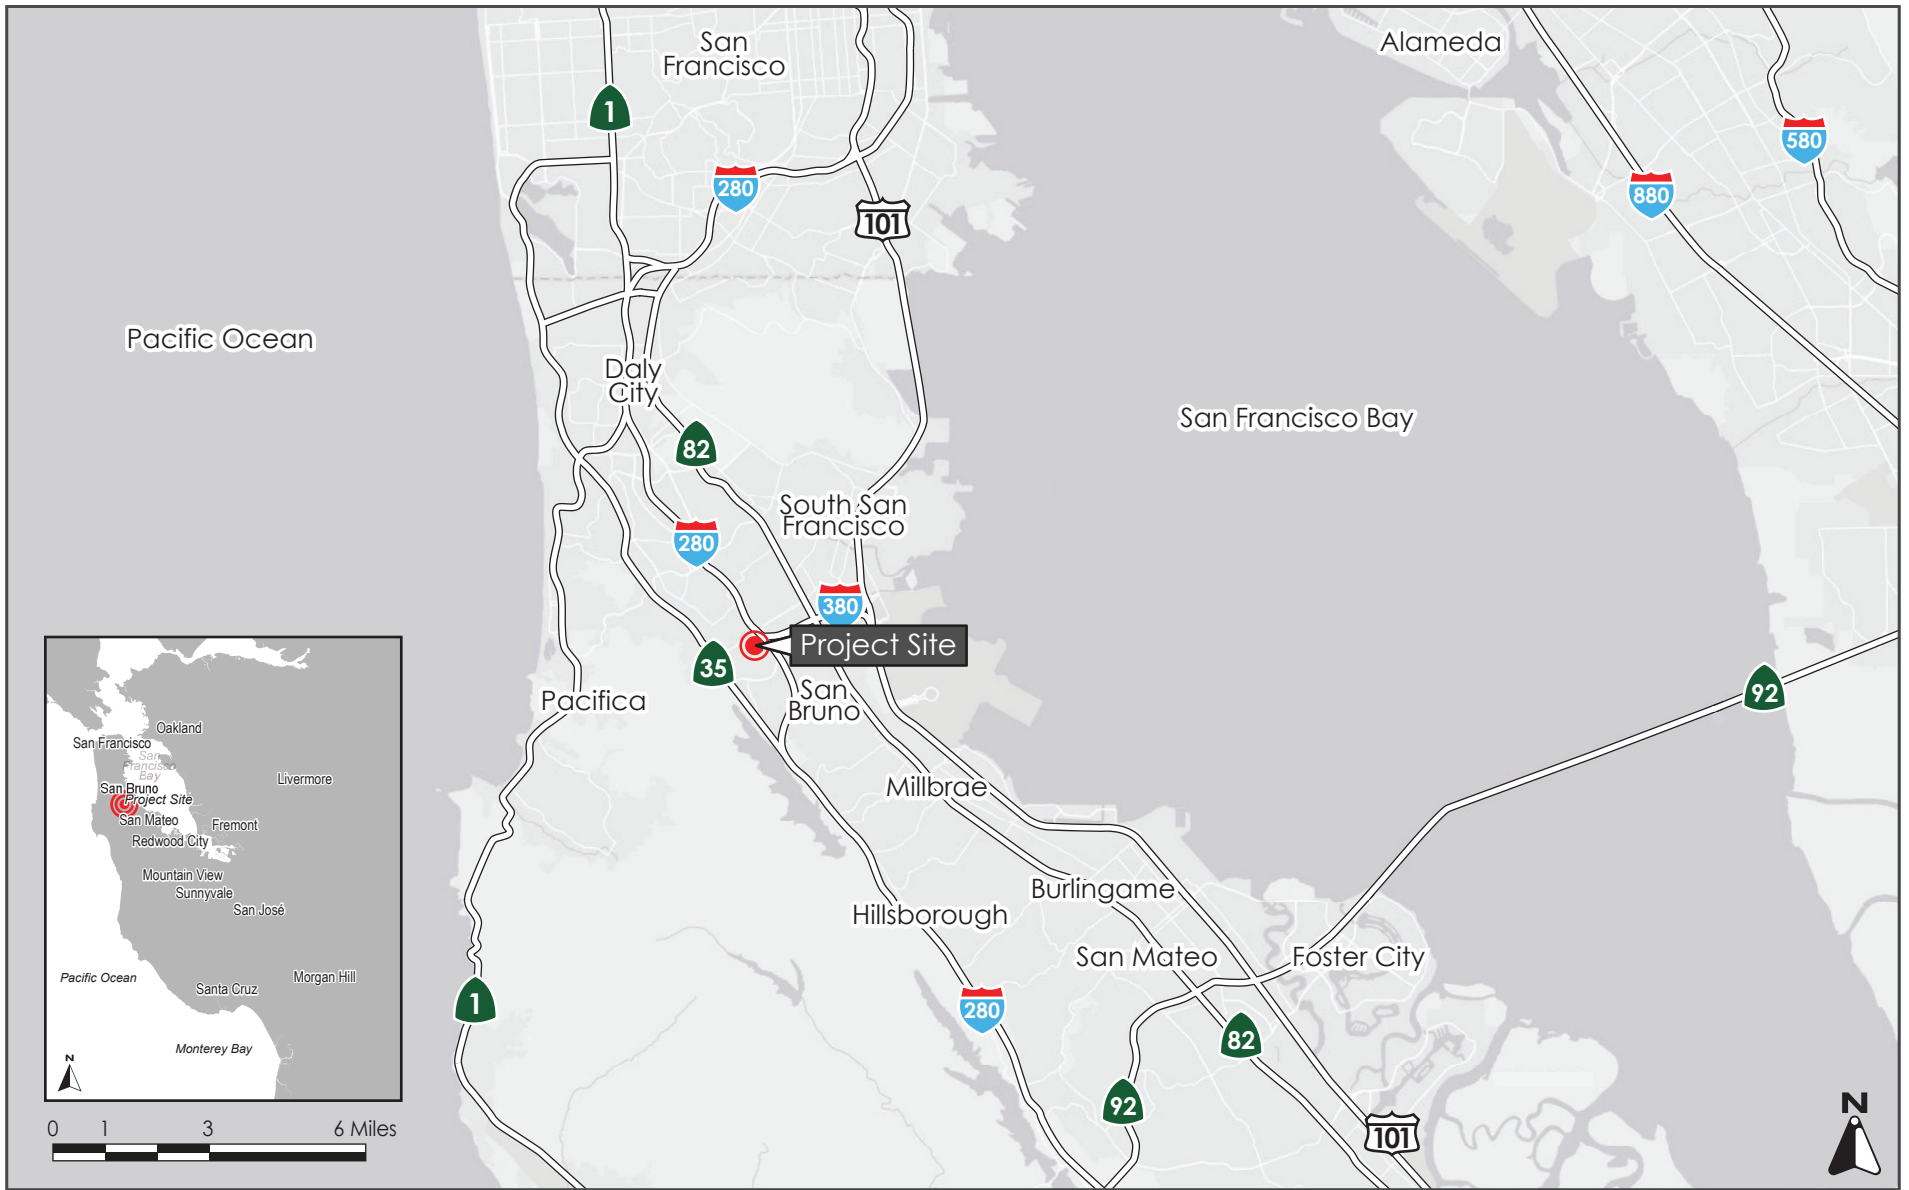 San
Francisco
Alameda
1
580
280
880
101
Pacific Ocean
Daly
City
San Francisco Bay
82
South San
Francisco
280
380
Project Site
35
92
Pacifica
San
Bruno
Millbrae
Burlingame
Hillsborough
San Mateo
Foster City
1
280
82
92
101
N
Oakland
San Francisco
San
Francisco
Bay
Livermore
San Bruno
Project Site
San Mateo
Fremont
Redwood City
Mountain View
Sunnyvale
San José
Pacific Ocean
Morgan Hill
Santa Cruz
Monterey Bay
N
0 1 3 6 Miles